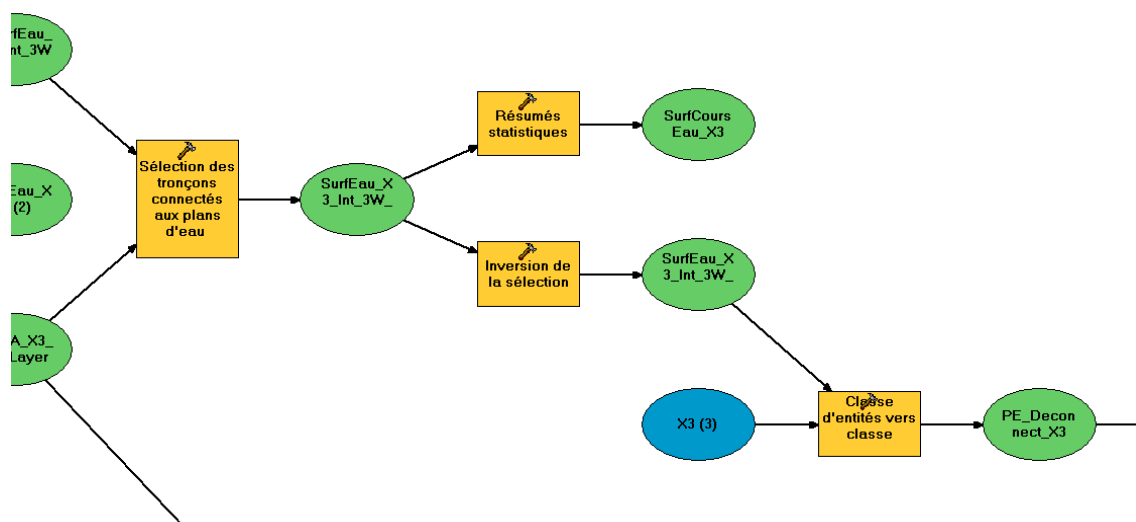 rfEau_
nt_3W
Sélection des
tronçons
connectés
aux plans
d'eau
Eau_X
(2)
A_X3_
Layer
SurfEau_X
3_Int_3W_
Résumés
statistiques
SurfCours
Eau_X3
Inversion de
la sélection
SurfEau_X
3_Int_3W_
X3 (3)
Classe
d'entités vers
classe
PE_Decon
nect_X3